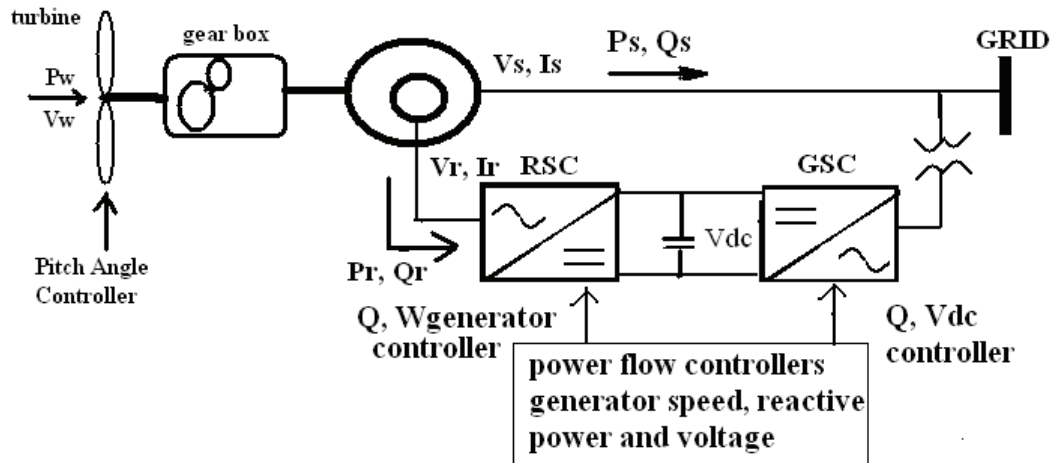 turbine
gear box
Ps, Qs
GRID
Vs, Is
Pw
Vw
Vr, Ir
RSC
GSC
Vdc
Pr, Qr
Pitch Angle
Controller
Q, Wgenerator
controller
Q, Vdc
controller
power flow controllers
generator speed, reactive
power and voltage